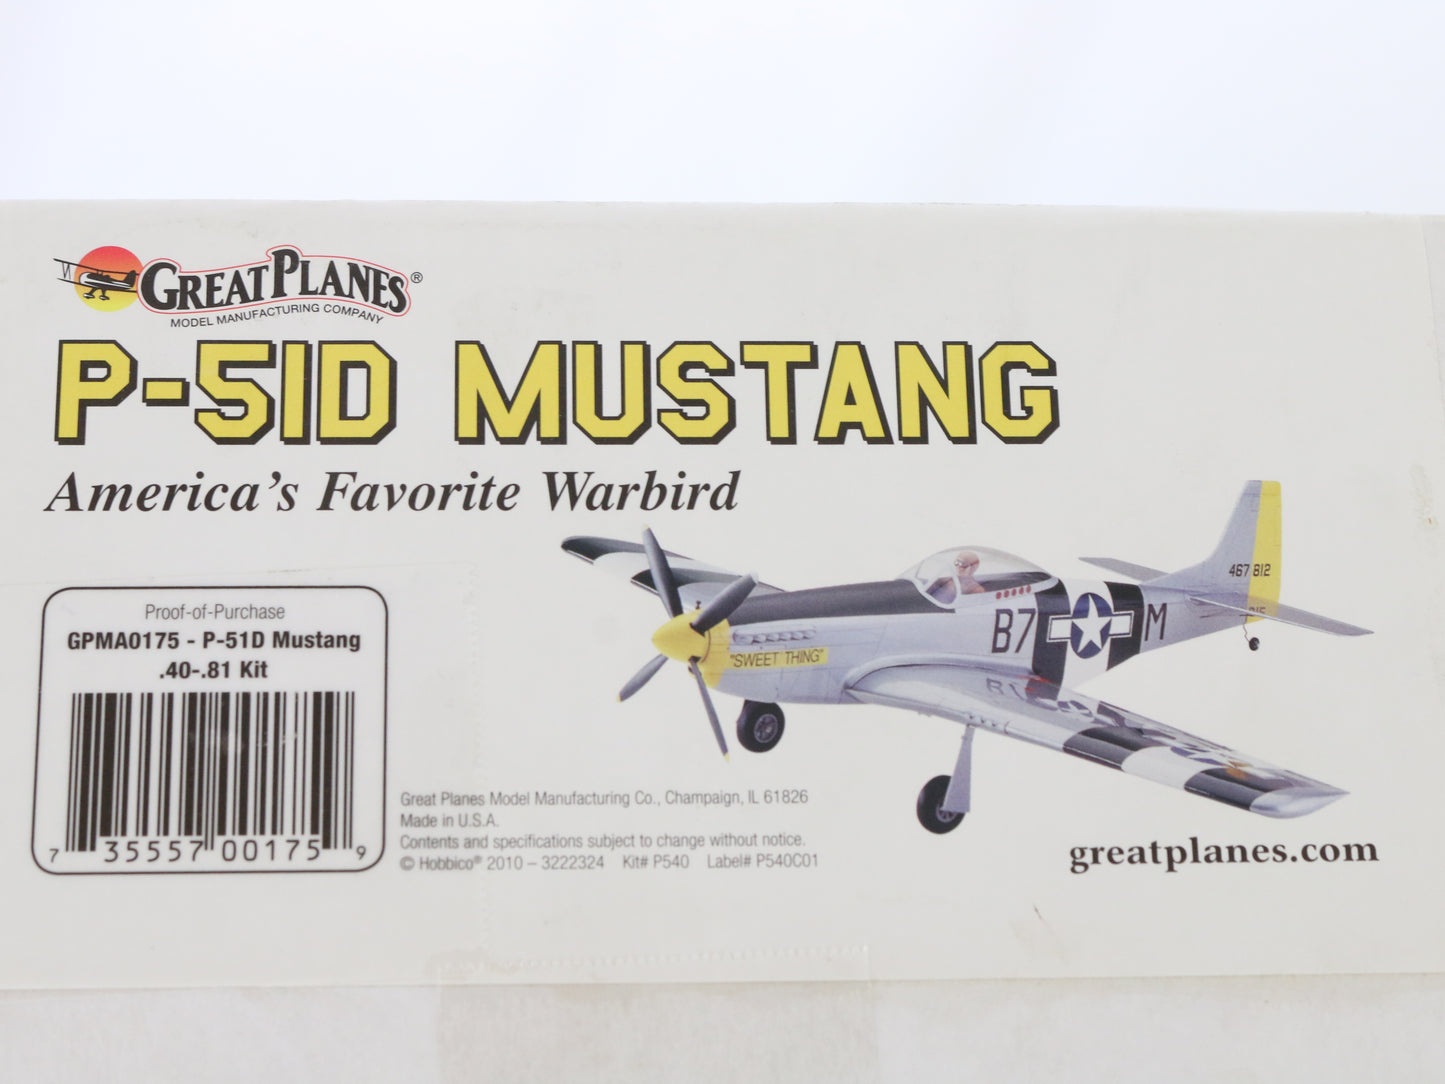 GREAT PLANES®
MODEL MANUFACTURING COMPANY
P-51D MUSTANG
America's Favorite Warbird
Proof-of-Purchase
GPMA0175 - P-51D Mustang
.40-.81 Kit
7 35557 00175 9
467812
"SWEET THING"
B7 M
Great Planes Model Manufacturing Co., Champaign, IL 61826
Made in U.S.A.
Contents and specifications subject to change without notice.
© Hobbico® 2010 – 3222324 Kit# P540 Label# P540C01
greatplanes.com